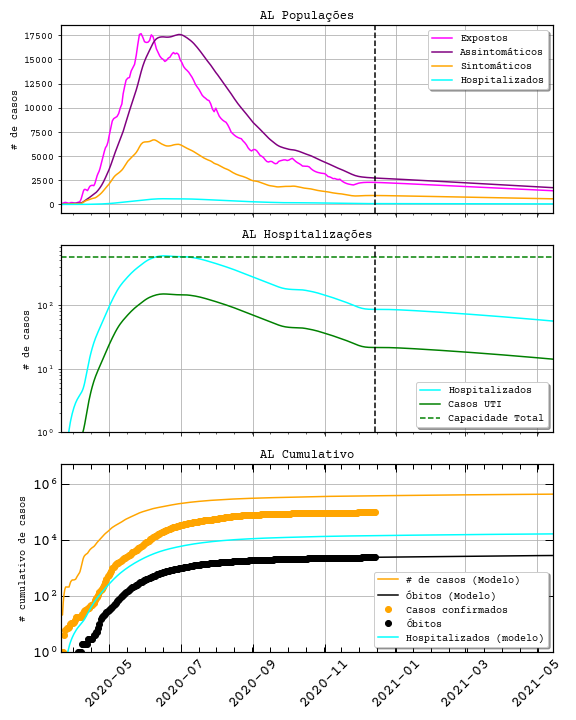 AL Populações
17500
15000
12500
10000
7500
5000
2500
0
# de casos
Expostos
Assintomáticos
Sintomáticos
Hospitalizados
AL Hospitalizações
10²
10¹
10⁰
# de casos
Hospitalizados
Casos UTI
Capacidade Total
AL Cumulativo
10⁶
10⁴
10²
10⁰
# cumulativo de casos
# de casos (Modelo)
Óbitos (Modelo)
Casos confirmados
Óbitos
Hospitalizados (modelo)
2020-05
2020-07
2020-09
2020-11
2021-01
2021-03
2021-05